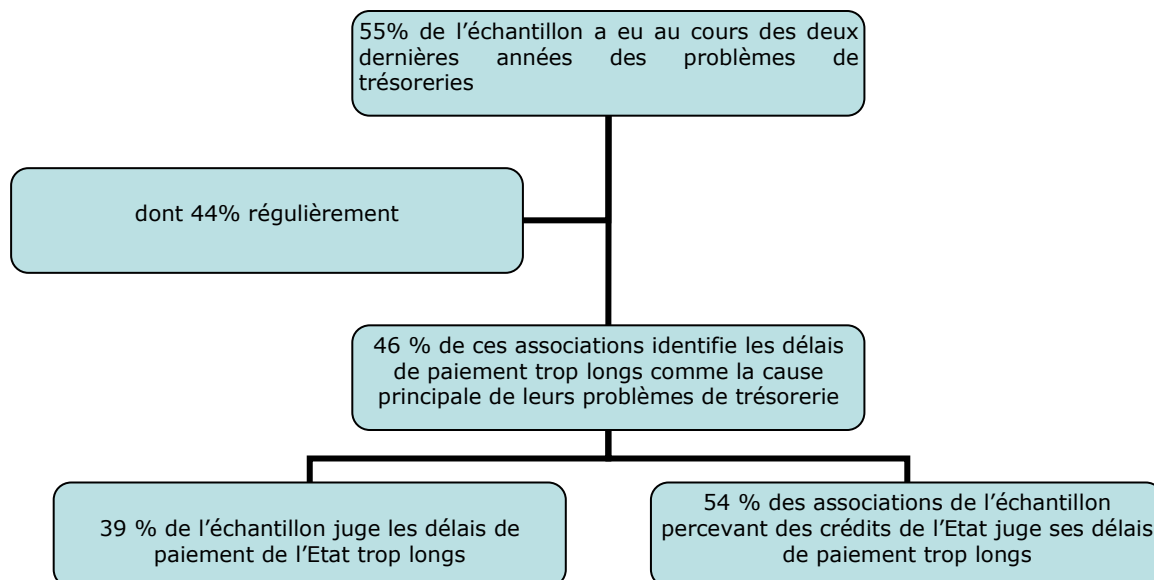 55% de l’échantillon a eu au cours des deux
dernières années des problèmes de
trésoreries
dont 44% régulièrement
46 % de ces associations identifie les délais
de paiement trop longs comme la cause
principale de leurs problèmes de trésorerie
39 % de l’échantillon juge les délais de
paiement de l’Etat trop longs
54 % des associations de l’échantillon
percevant des crédits de l’Etat juge ses délais
de paiement trop longs